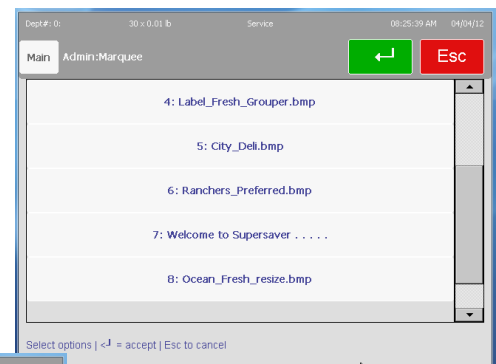 Dept#: 0: 30 x 0.01 lb Service 08:25:39 AM 04/04/12
Main Admin:Marquee Esc
4: Label_Fresh_Grouper.bmp
5: City_Deli.bmp
6: Ranchers_Preferred.bmp
7: Welcome to Supersaver . . . . .
8: Ocean_Fresh_resize.bmp
Select options | <┘ = accept | Esc to cancel